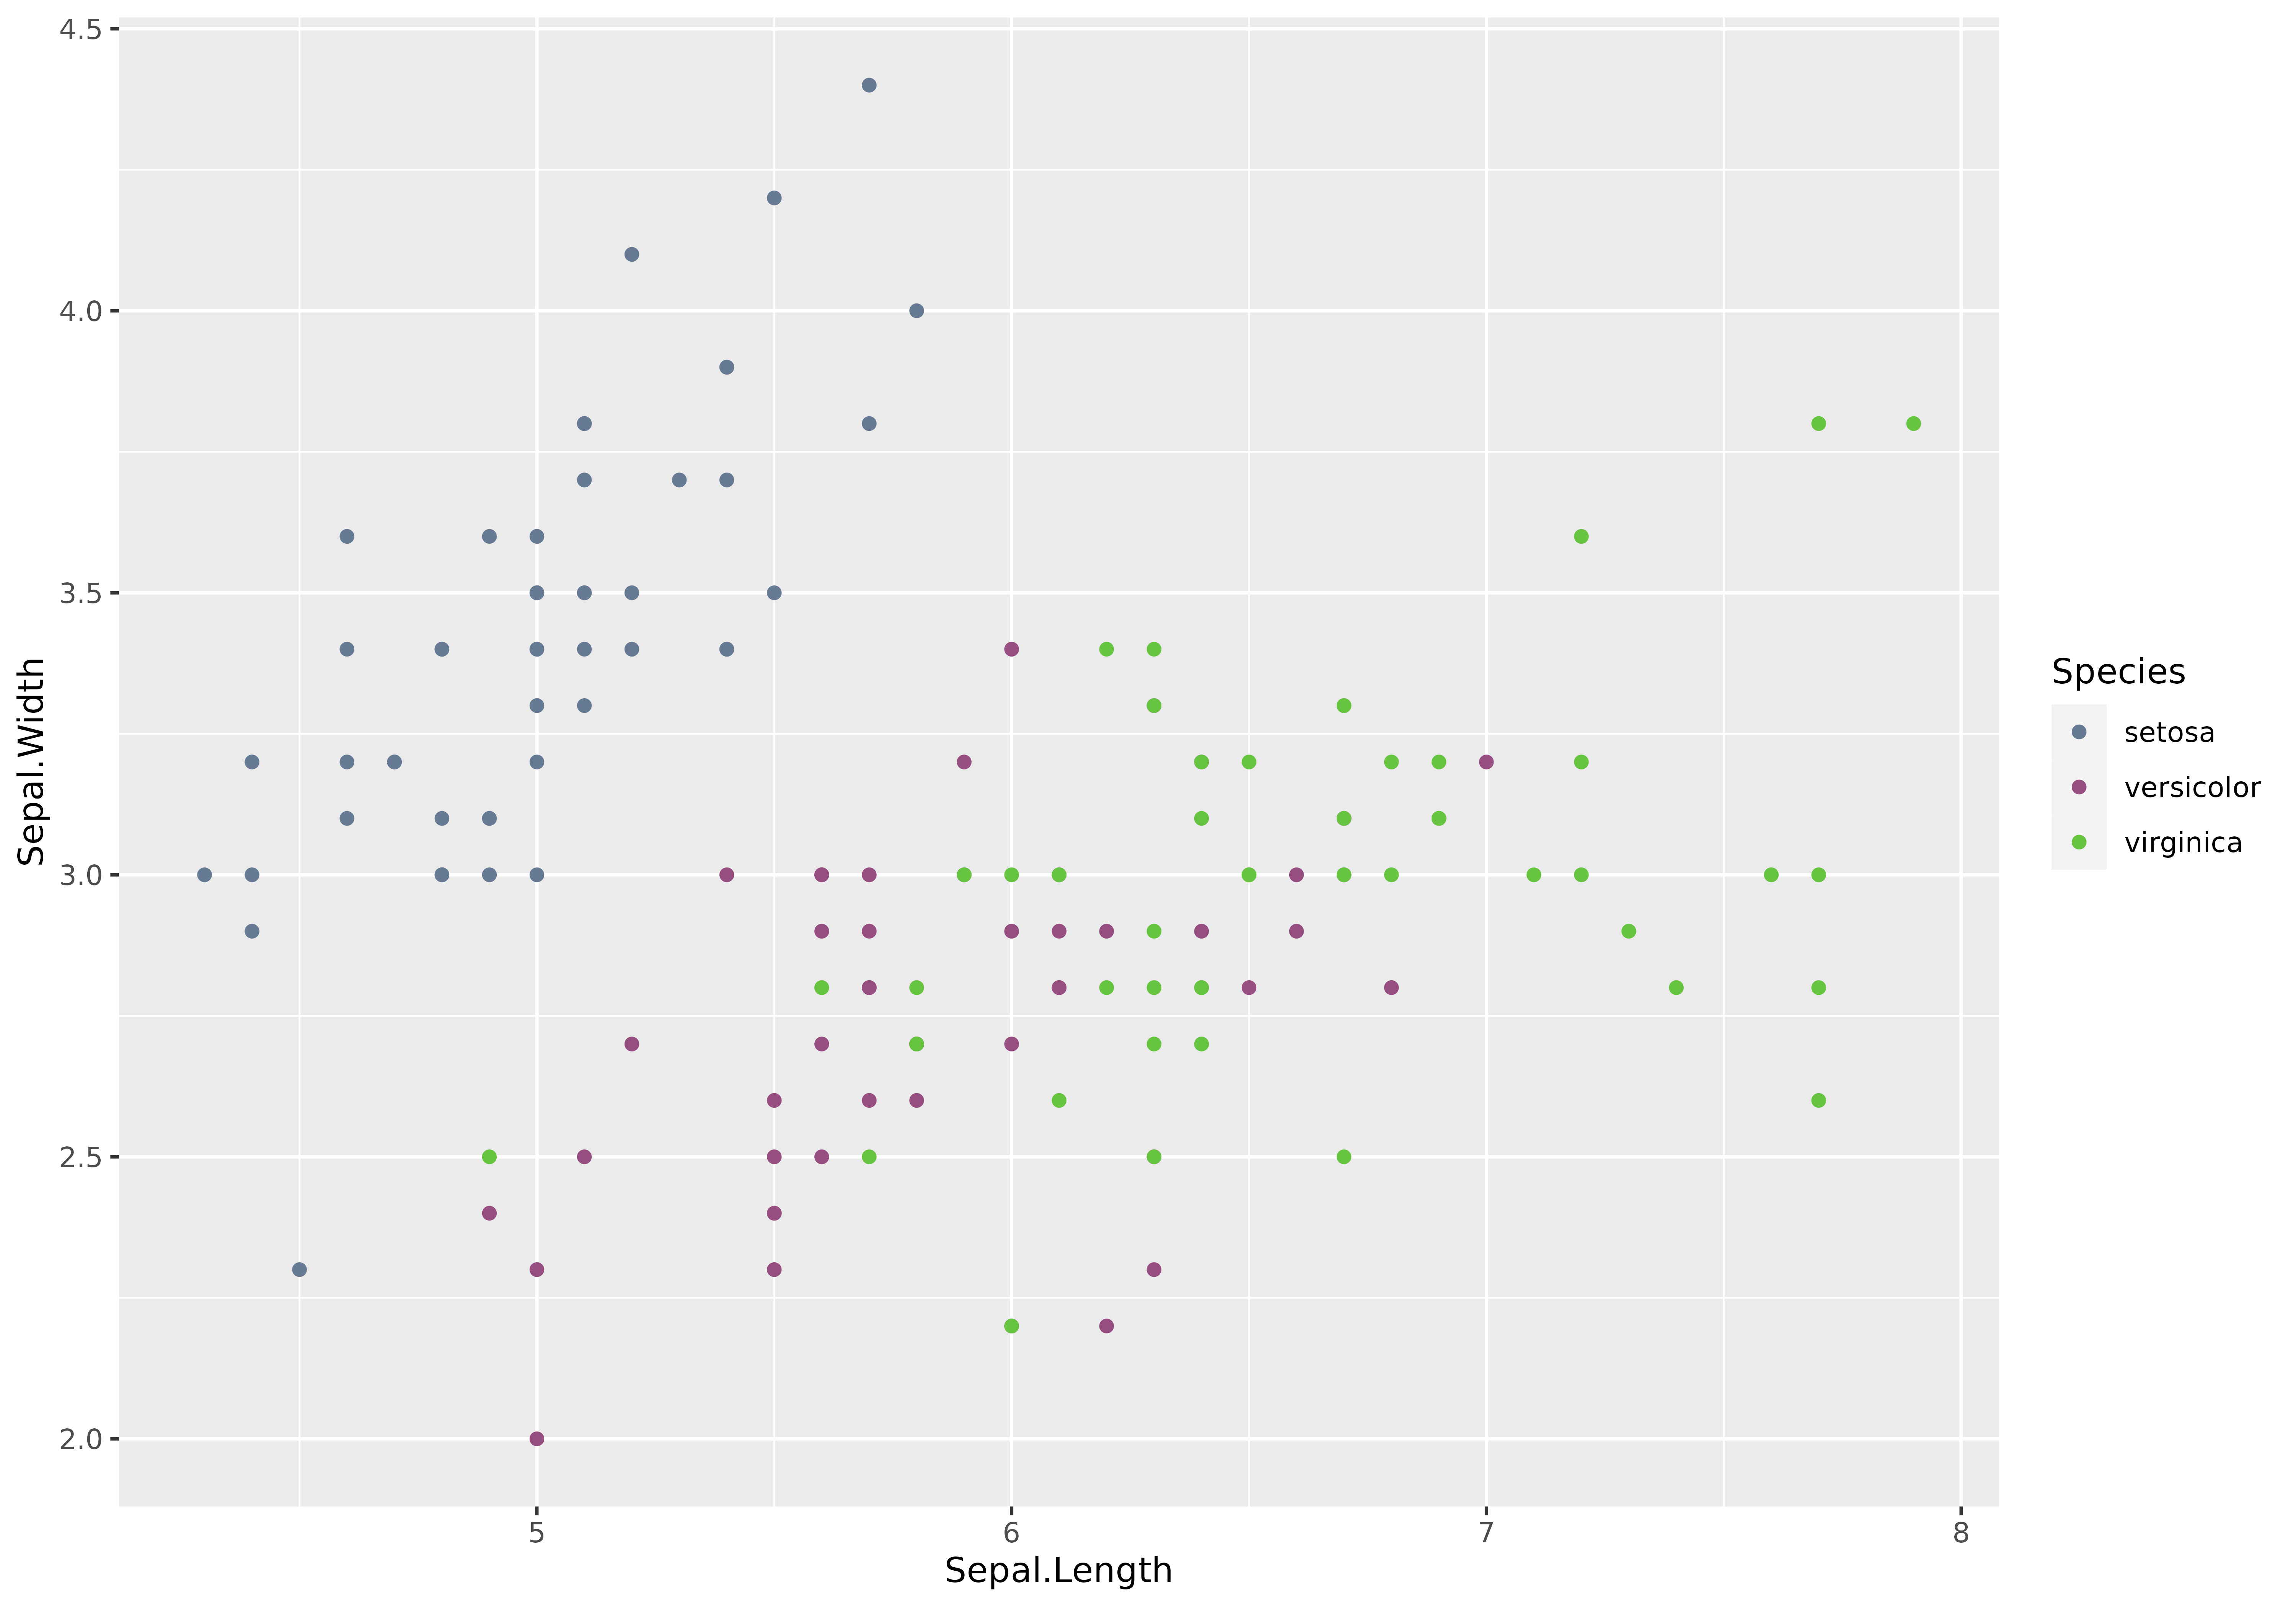 4.5
4.0
3.5
3.0
2.5
2.0
Sepal.Width
5 6 7 8
Sepal.Length
Species
setosa
versicolor
virginica